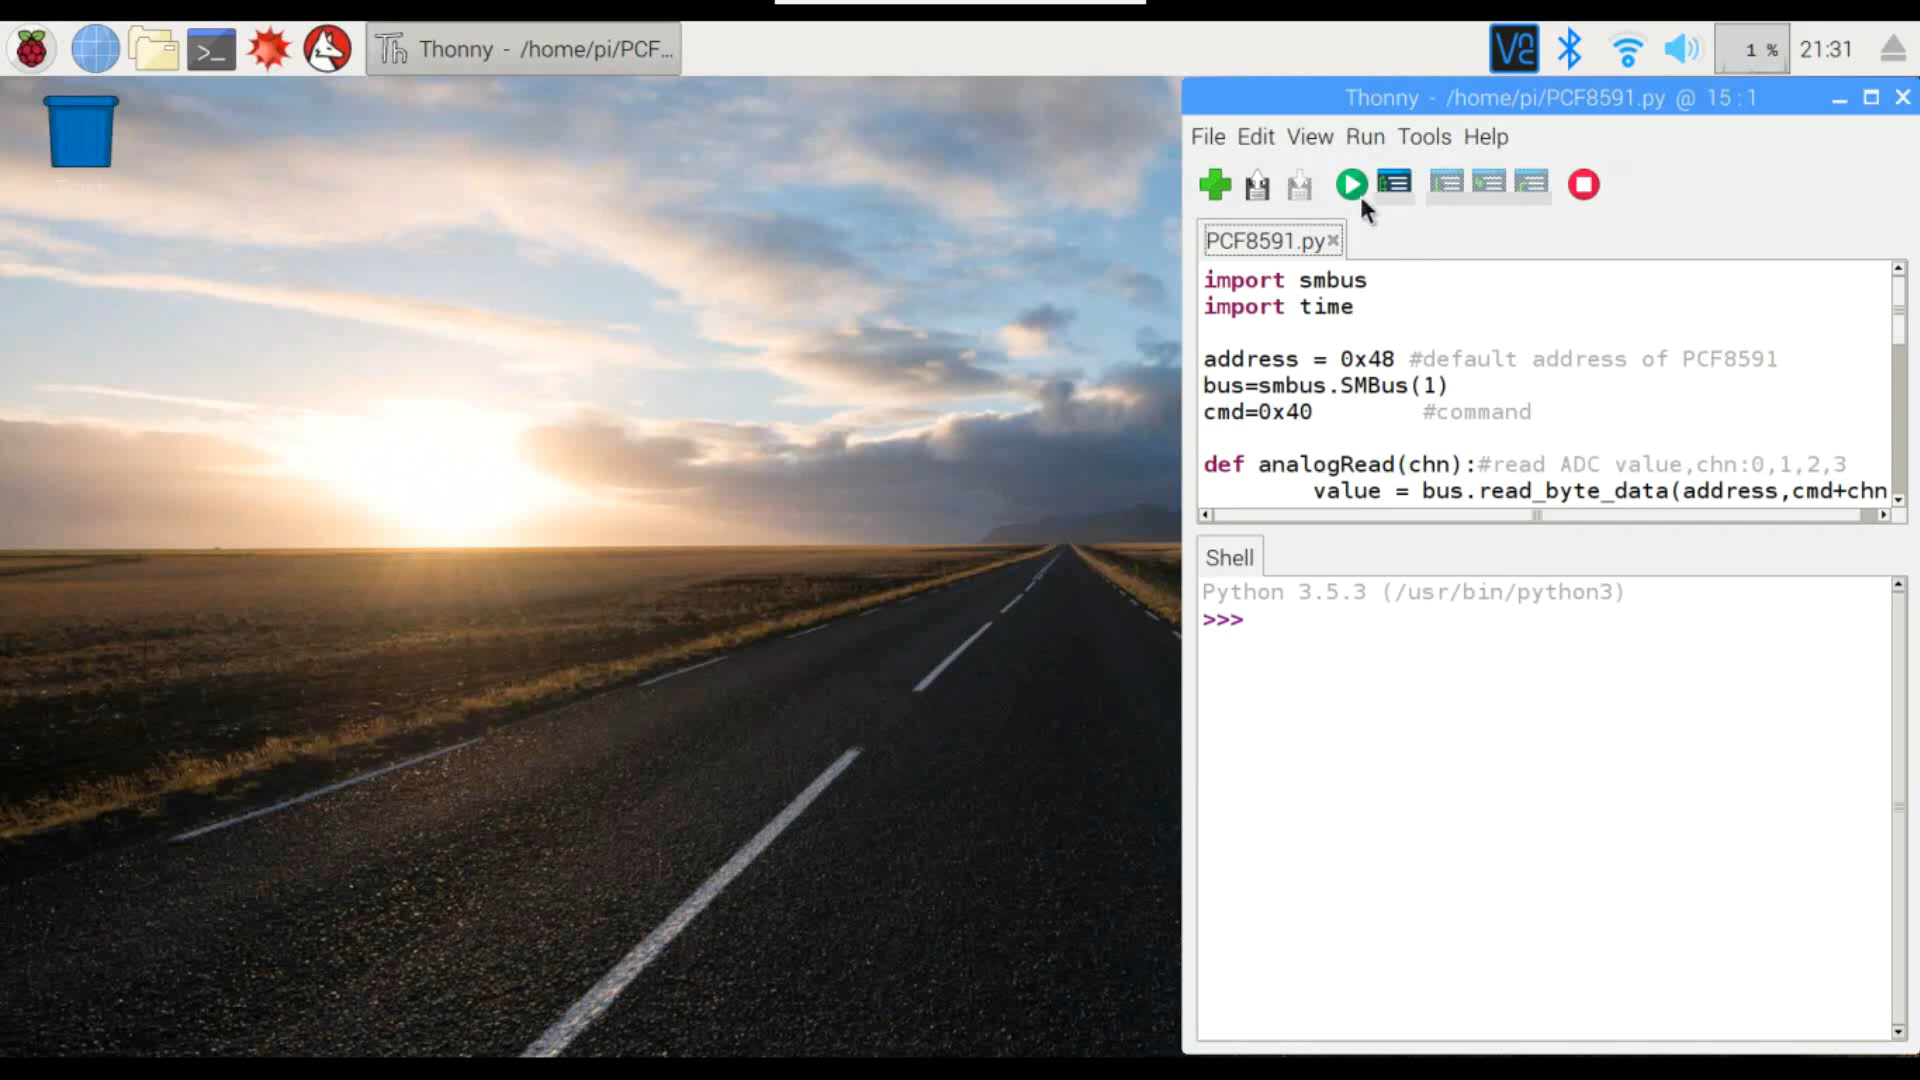 Thonny - /home/pi/PCF...
1 %
21:31
Thonny - /home/pi/PCF8591.py @ 15:1
File Edit View Run Tools Help
PCF8591.py
import smbus
import time
address = 0x48 #default address of PCF8591
bus=smbus.SMBus(1)
cmd=0x40 #command
def analogRead(chn):#read ADC value,chn:0,1,2,3
value = bus.read_byte_data(address,cmd+chn
Shell
Python 3.5.3 (/usr/bin/python3)
>>>